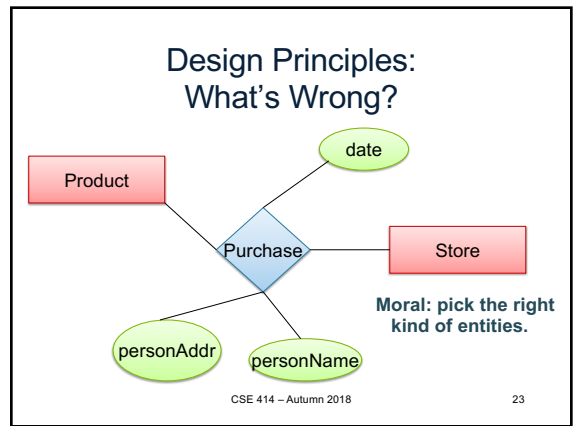 Design Principles:
What's Wrong?
date
Product
Purchase
Store
Moral: pick the right
kind of entities.
personAddr
personName
CSE 414 – Autumn 2018
23